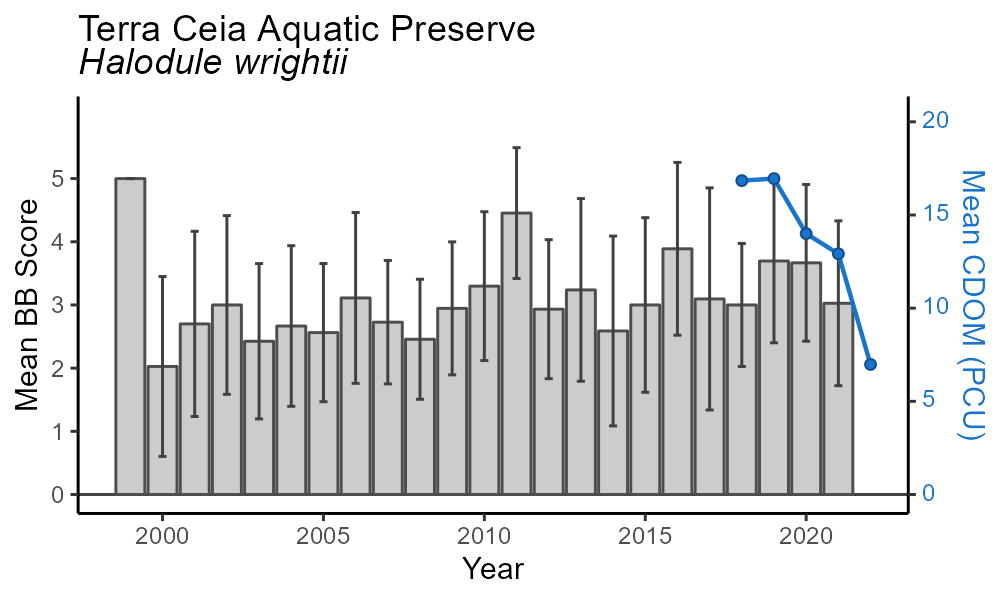 Terra Ceia Aquatic Preserve
Halodule wrightii
Mean BB Score
5
4
3
2
1
0
20
15
10
5
0
Mean CDOM (PCU)
2000 2005 2010 2015 2020
Year